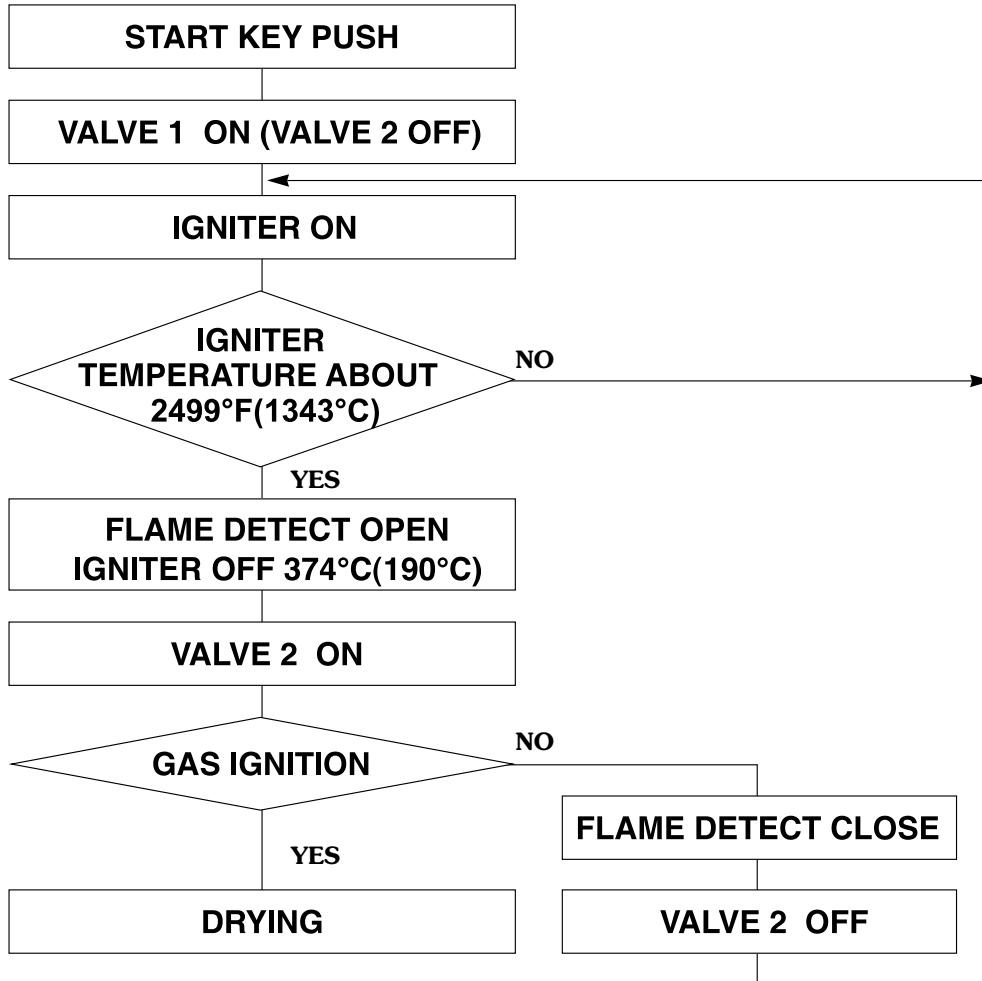 START KEY PUSH
VALVE 1 ON (VALVE 2 OFF)
IGNITER ON
IGNITER
TEMPERATURE ABOUT
2499°F(1343°C)
NO
YES
FLAME DETECT OPEN
IGNITER OFF 374°C(190°C)
VALVE 2 ON
GAS IGNITION
NO
FLAME DETECT CLOSE
YES
DRYING
VALVE 2 OFF